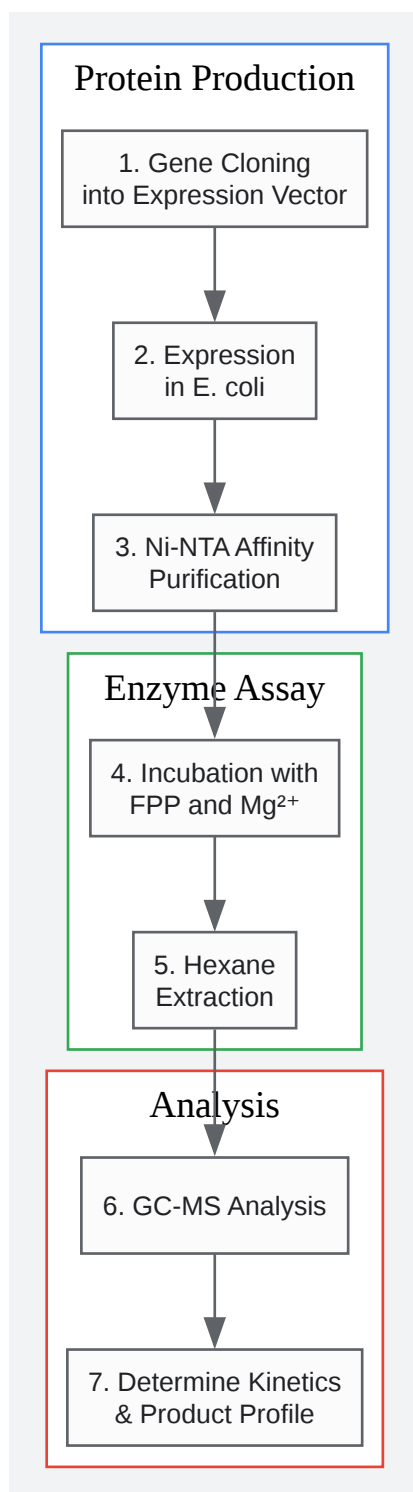 Protein Production
1. Gene Cloning
into Expression Vector
2. Expression
in E. coli
3. Ni-NTA Affinity
Purification
Enzyme Assay
4. Incubation with
FPP and Mg²⁺
5. Hexane
Extraction
Analysis
6. GC-MS Analysis
7. Determine Kinetics
& Product Profile